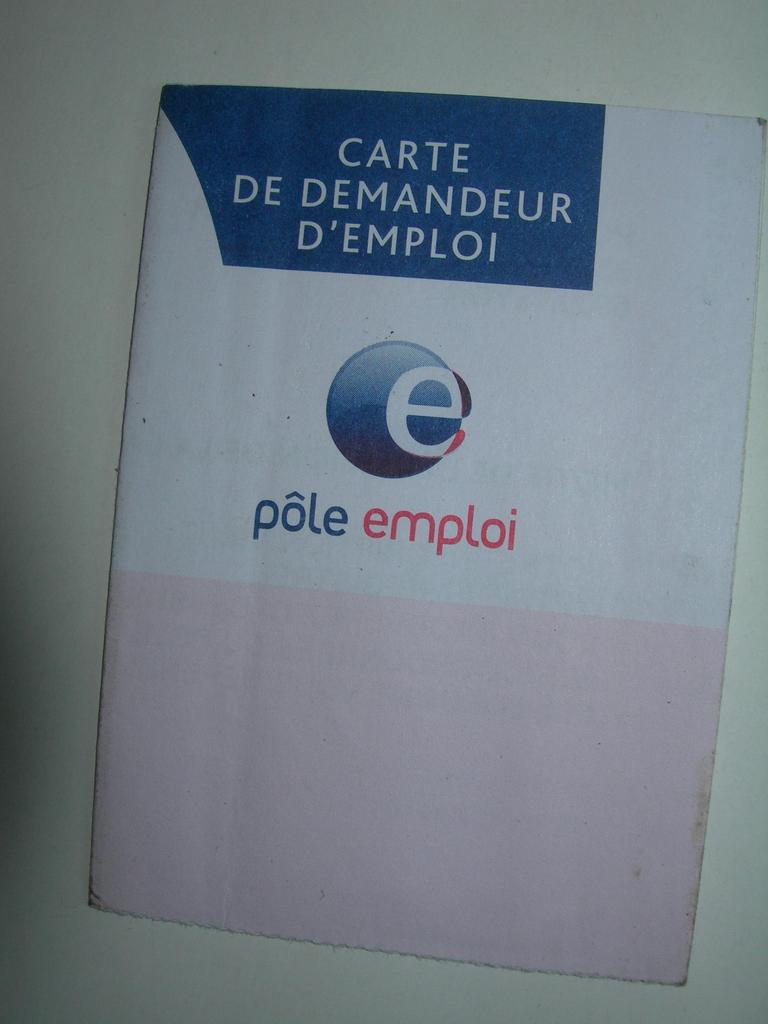 CARTE
DE DEMANDEUR
D'EMPLOI
e
pôle emploi